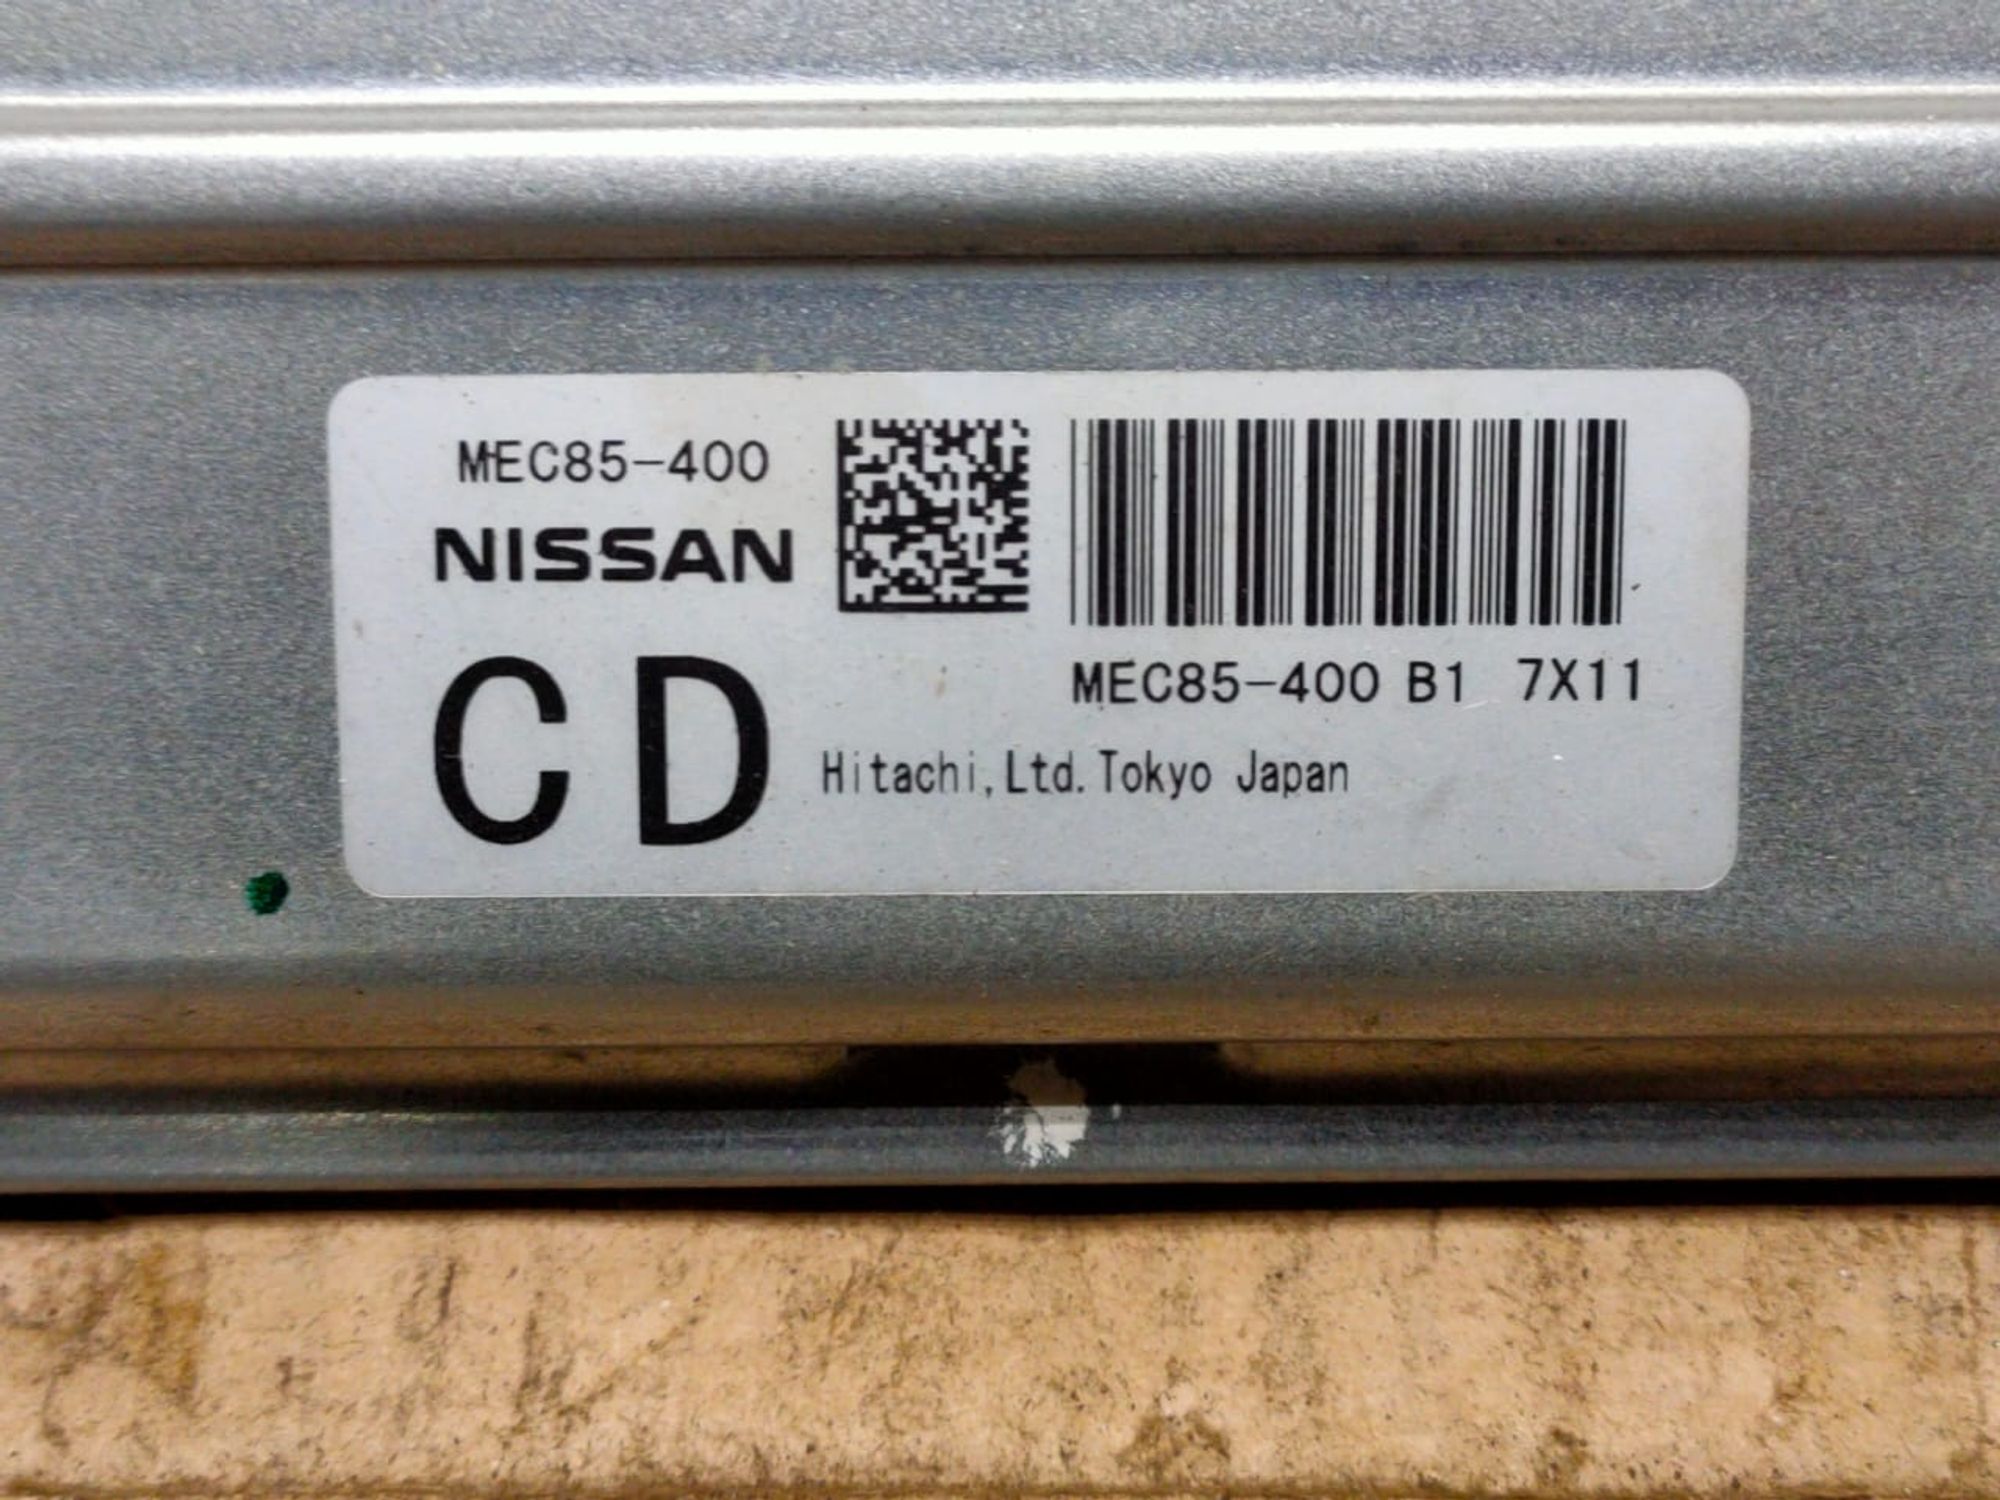 MEC85-400
NISSAN
CD
MEC85-400 B1 7X11
Hitachi, Ltd. Tokyo Japan